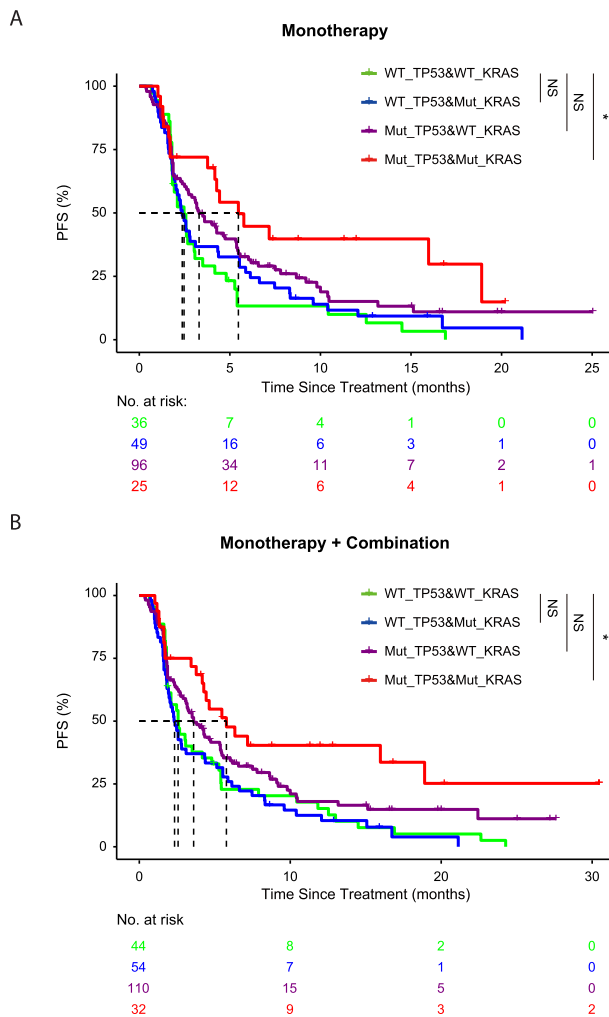 A
Monotherapy
WT_TP53&WT_KRAS
WT_TP53&Mut_KRAS
Mut_TP53&WT_KRAS
Mut_TP53&Mut_KRAS
NS
NS
*
PFS (%)
100
75
50
25
0
0 5 10 15 20 25
Time Since Treatment (months)
No. at risk:
36 7 4 1 0 0
49 16 6 3 1 0
96 34 11 7 2 1
25 12 6 4 1 0
B
Monotherapy + Combination
WT_TP53&WT_KRAS
WT_TP53&Mut_KRAS
Mut_TP53&WT_KRAS
Mut_TP53&Mut_KRAS
NS
NS
*
PFS (%)
100
75
50
25
0
0 10 20 30
Time Since Treatment (months)
No. at risk
44 8 2 0
54 7 1 0
110 15 5 0
32 9 3 2